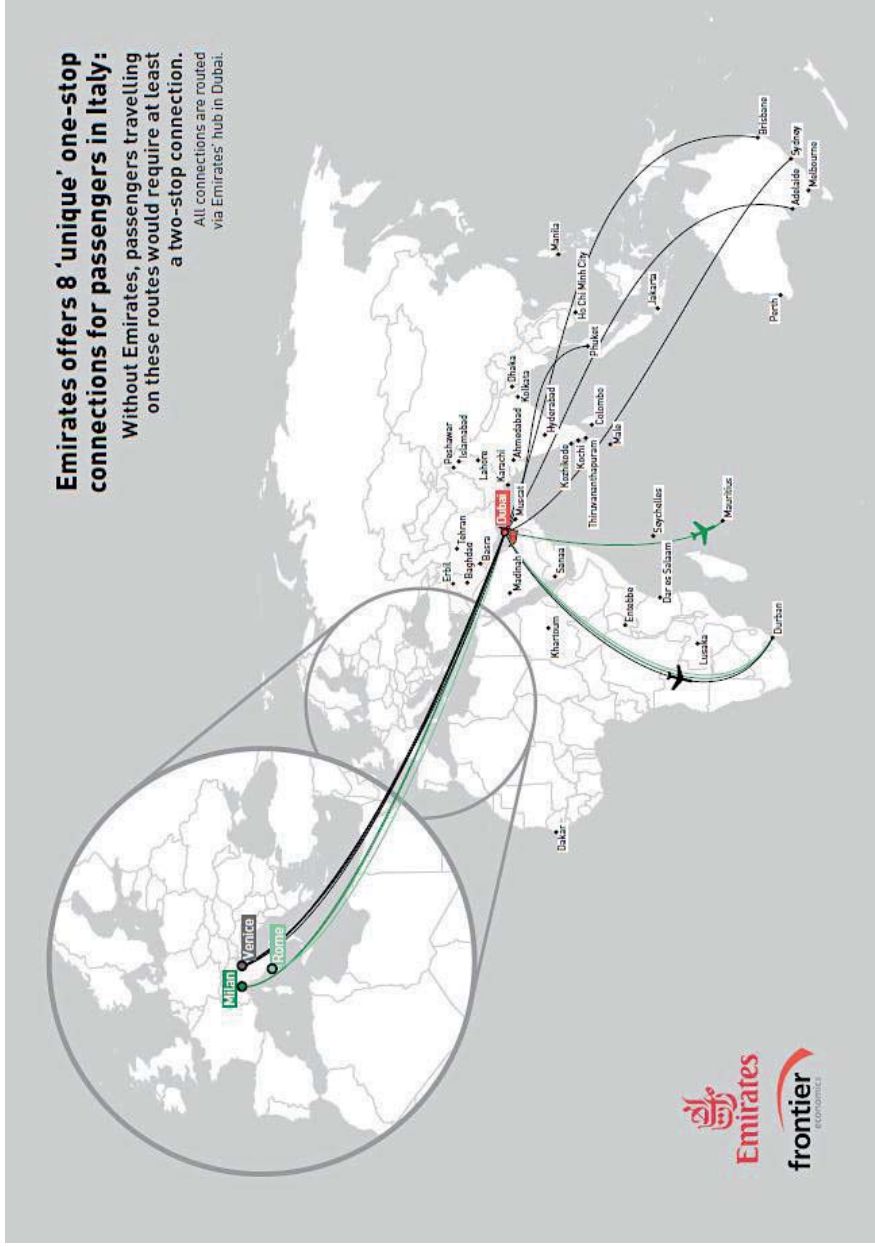 Emirates offers 8 'unique' one-stop
connections for passengers in Italy:
Without Emirates, passengers travelling
on these routes would require at least
a two-stop connection.
All connections are routed
via Emirates' hub in Dubai.
Milan
Venice
Rome
Dubai
Erbil
Tehran
Baghdad
Basra
Peshawar
Islamabad
Lahore
Karachi
Muscat
Ahmedabad
Dhaka
Kolkata
Hyderabad
Kozhikode
Kochi
Thiruvananthapuram
Colombo
Male
Manila
Ho Chi Minh City
Phuket
Jakarta
Madinah
Sanaa
Khartoum
Entebbe
Dar es Salaam
Seychelles
Mauritius
Lusaka
Durban
Dakar
Perth
Adelaide
Melbourne
Sydney
Brisbane
Emirates
frontier
economics